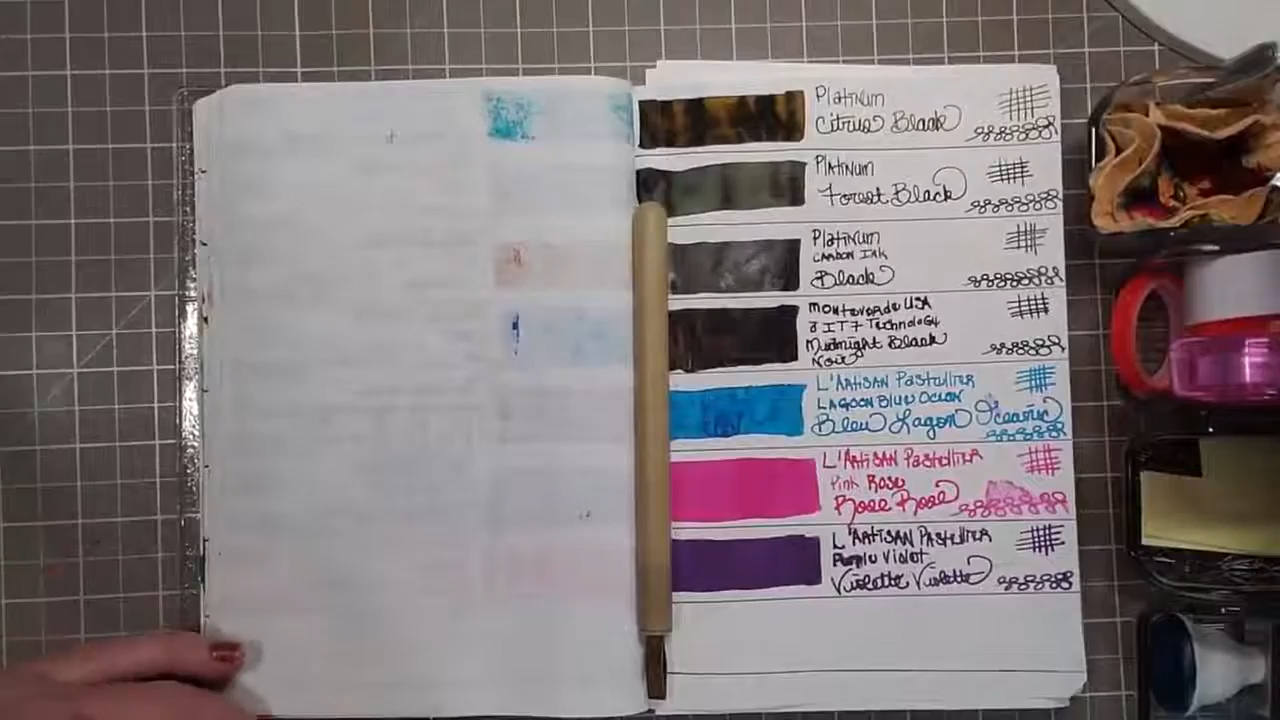 Platinum
Citrus Black
Platinum
Forest Black
Platinum
CARBON INK
Black
Monteverde USA
ITF Technology
Midnight Black
Noir
L'ARTiSAN PASTELLIER
LAGOON BLUE OCEAN
Bleu Lagon Oceanic
L'ARTISAN PASTELLIER
Pink Rose
Rose Rose
L'ARTISAN PASTELLIER
Purple Violet
Violette Violette